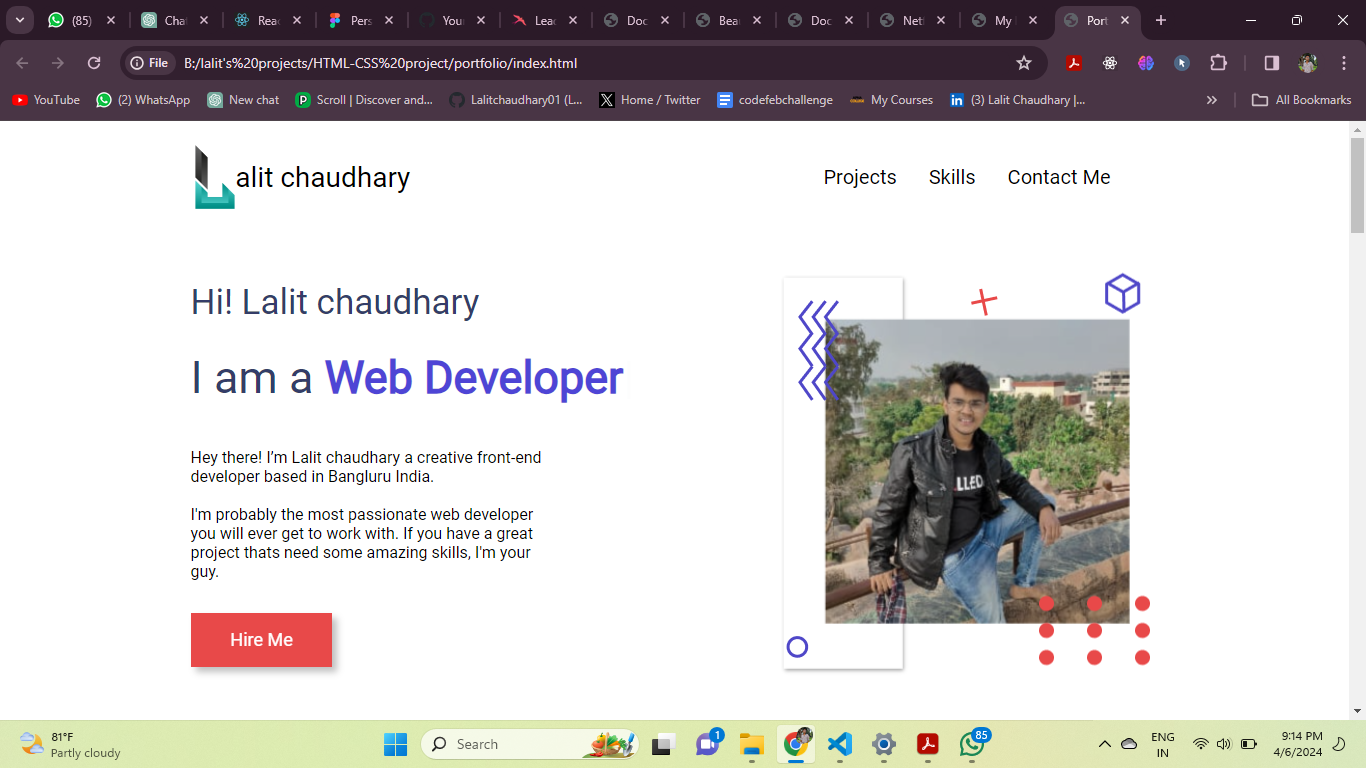 (85)
Chat
Reac
Pers
Your
Lead
Doc
Bea
Doc
Netf
My
Port
File
B:/lalit's%20projects/HTML-CSS%20project/portfolio/index.html
YouTube
(2) WhatsApp
New chat
Scroll | Discover and...
Lalitchaudhary01 (L...
Home / Twitter
codefebchallenge
My Courses
(3) Lalit Chaudhary |...
»
All Bookmarks
alit chaudhary
Projects
Skills
Contact Me
Hi! Lalit chaudhary
I am a Web Developer
Hey there! I’m Lalit chaudhary a creative front-end
developer based in Bangluru India.
I'm probably the most passionate web developer
you will ever get to work with. If you have a great
project thats need some amazing skills, I'm your
guy.
Hire Me
81°F
Partly cloudy
Search
1
85
ENG
IN
9:14 PM
4/6/2024